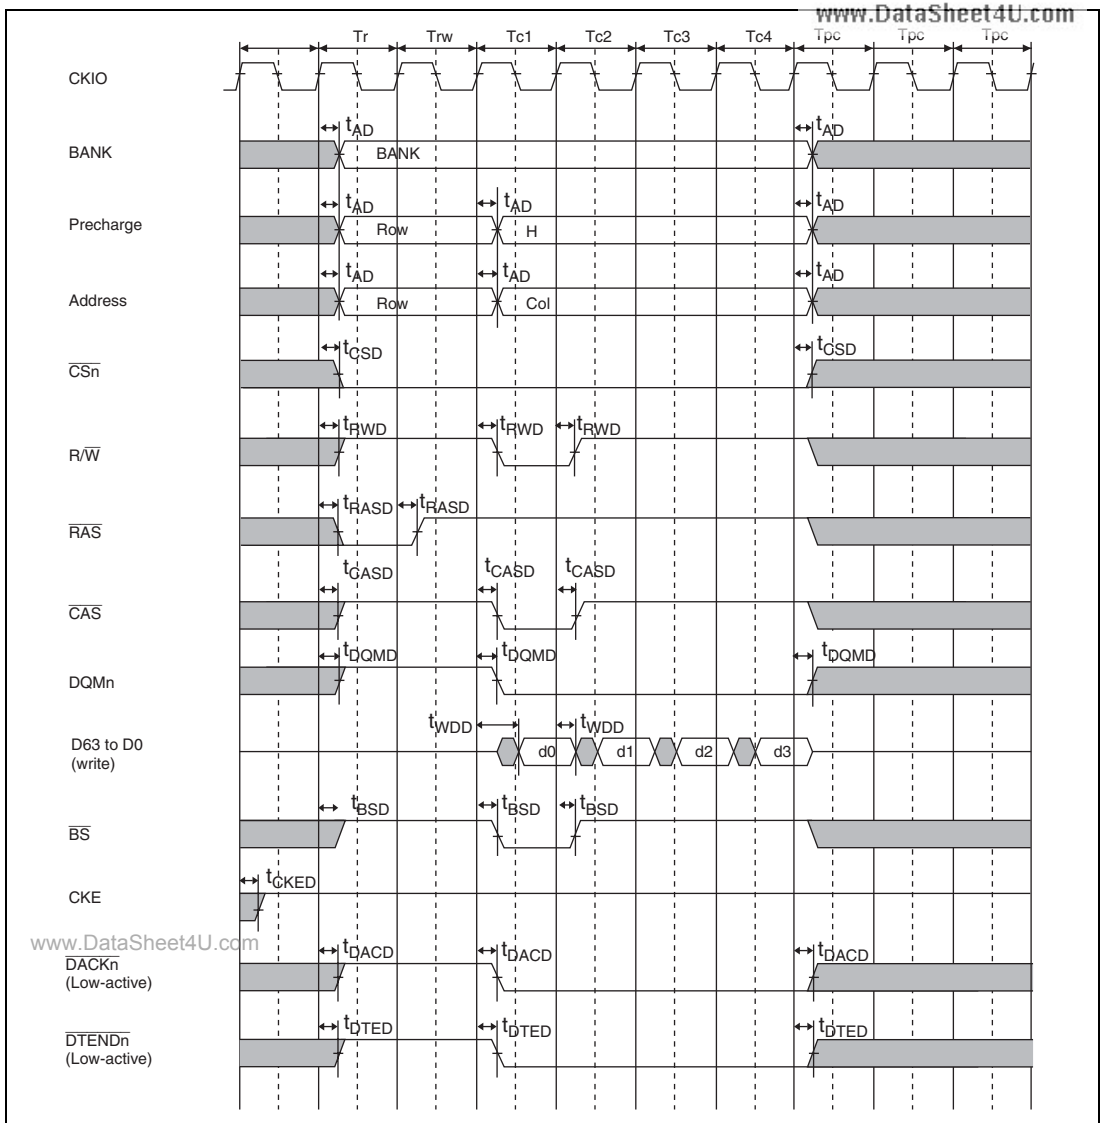 www.DataSheet4U.com
Tr Trw Tc1 Tc2 Tc3 Tc4 Tpc Tpc Tpc
CKIO
tAD tAD
BANK BANK
tAD tAD tAD
Precharge Row H
tAD tAD tAD
Address Row Col
tCSD tCSD
CSn
tRWD tRWD tRWD
R/W
tRASD tRASD
RAS
tCASD tCASD tCASD
CAS
tDQMD tDQMD tDQMD
DQMn
tWDD tWDD
D63 to D0 d0 d1 d2 d3
(write)
tBSD tBSD tBSD
BS
tCKED
CKE
www.DataSheet4U.com
tDACD tDACD tDACD
DACKn
(Low-active)
tDTED tDTED tDTED
DTENDn
(Low-active)